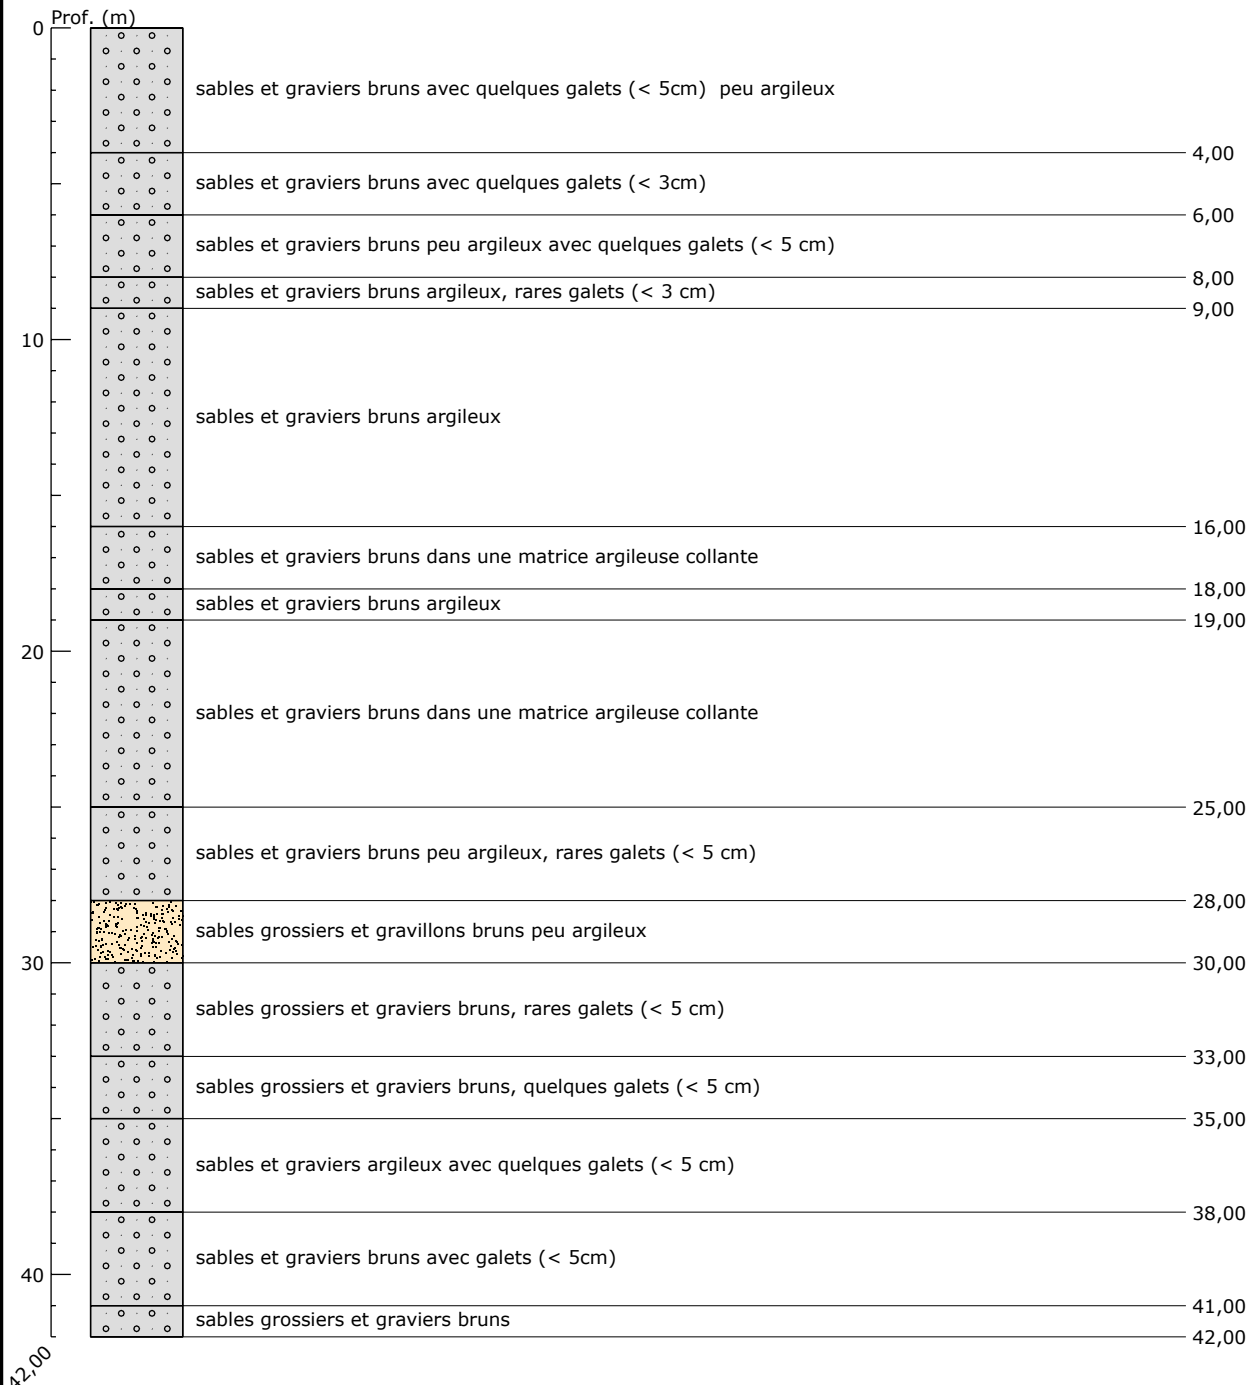 Prof. (m)
0
sables et graviers bruns avec quelques galets (< 5cm)  peu argileux
4,00
sables et graviers bruns avec quelques galets (< 3cm)
6,00
sables et graviers bruns peu argileux avec quelques galets (< 5 cm)
8,00
sables et graviers bruns argileux, rares galets (< 3 cm)
9,00
10
sables et graviers bruns argileux
16,00
sables et graviers bruns dans une matrice argileuse collante
18,00
sables et graviers bruns argileux
19,00
20
sables et graviers bruns dans une matrice argileuse collante
25,00
sables et graviers bruns peu argileux, rares galets (< 5 cm)
28,00
sables grossiers et gravillons bruns peu argileux
30
30,00
sables grossiers et graviers bruns, rares galets (< 5 cm)
33,00
sables grossiers et graviers bruns, quelques galets (< 5 cm)
35,00
sables et graviers argileux avec quelques galets (< 5 cm)
38,00
sables et graviers bruns avec galets (< 5cm)
40
41,00
sables grossiers et graviers bruns
42,00
42,00